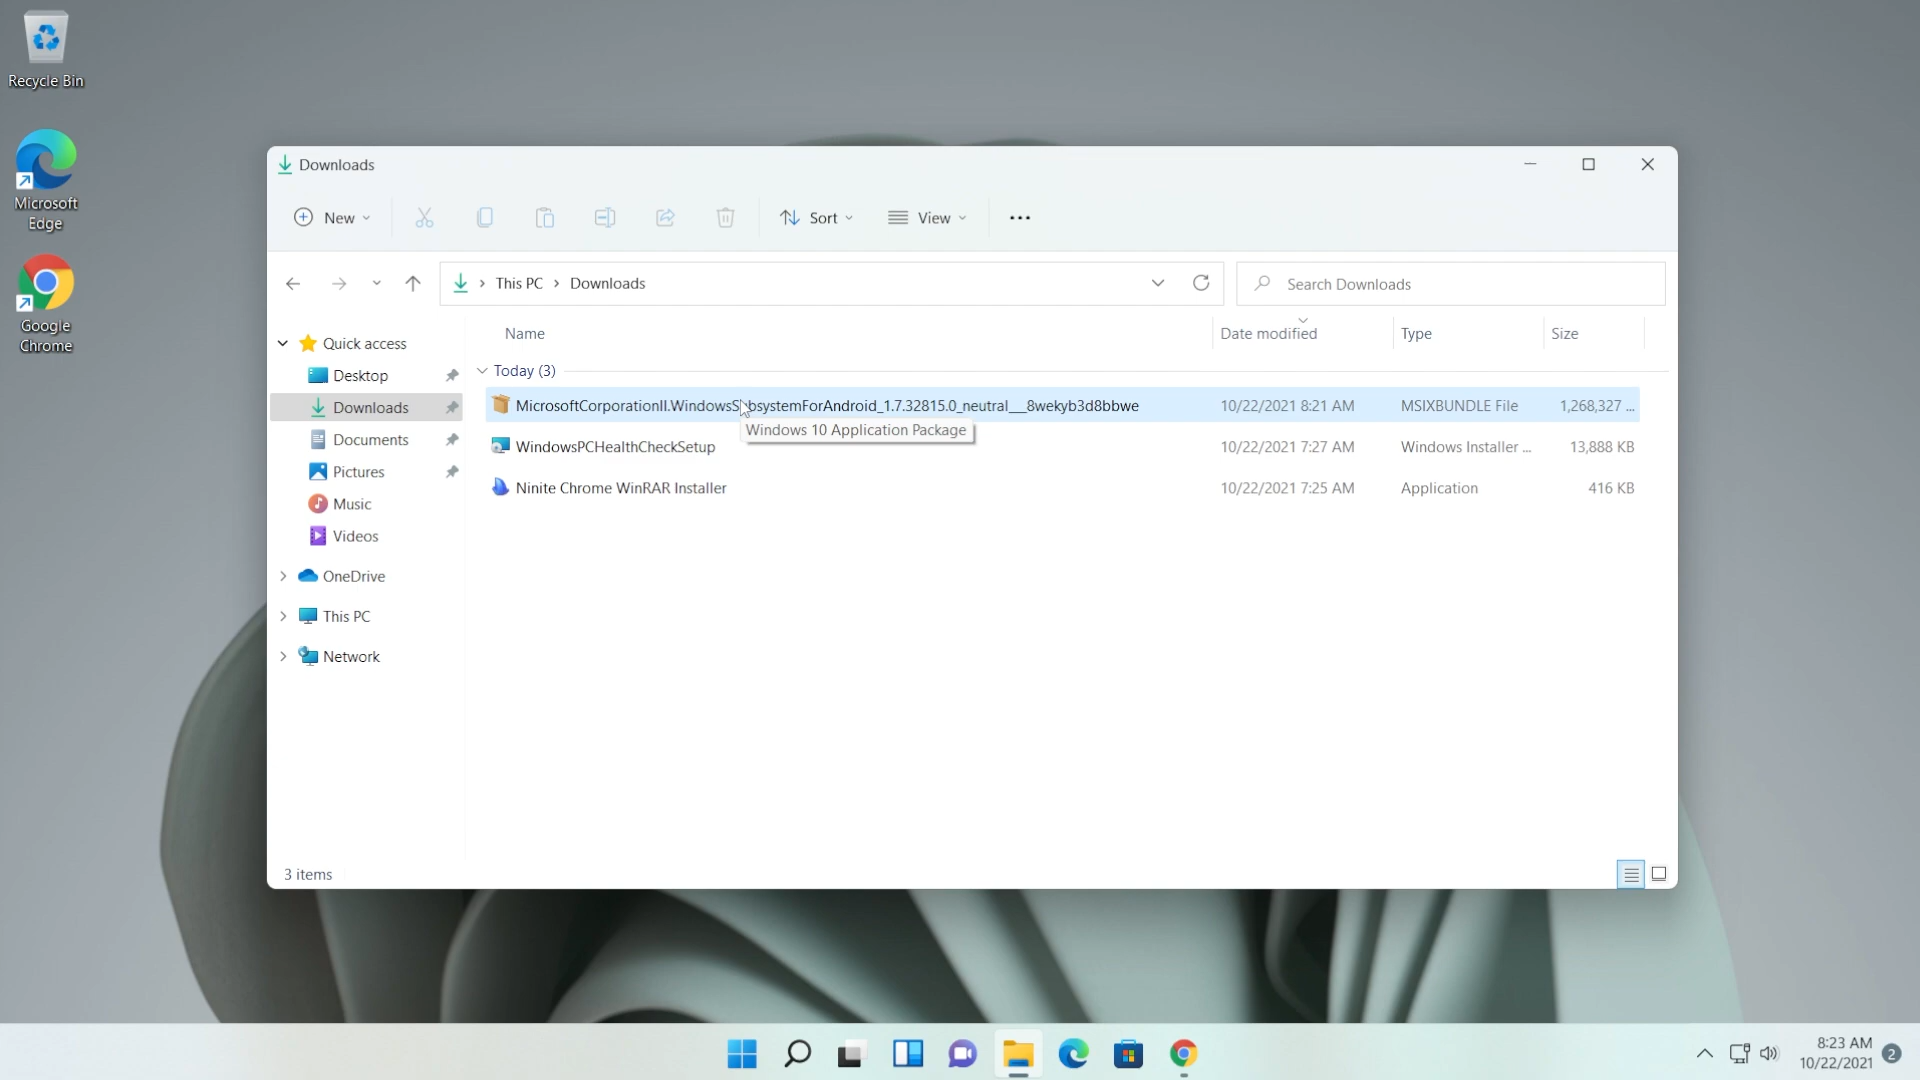 Recycle Bin
Microsoft
Edge
Google
Chrome
Downloads
New
Sort
View
This PC
Downloads
Search Downloads
Name
Date modified
Type
Size
Quick access
Desktop
Downloads
Documents
Pictures
Music
Videos
OneDrive
This PC
Network
Today (3)
MicrosoftCorporationII.WindowsSubsystemForAndroid_1.7.32815.0_neutral___8wekyb3d8bbwe
10/22/2021 8:21 AM
MSIXBUNDLE File
1,268,327 ...
Windows 10 Application Package
WindowsPCHealthCheckSetup
10/22/2021 7:27 AM
Windows Installer ...
13,888 KB
Ninite Chrome WinRAR Installer
10/22/2021 7:25 AM
Application
416 KB
3 items
8:23 AM
10/22/2021
2